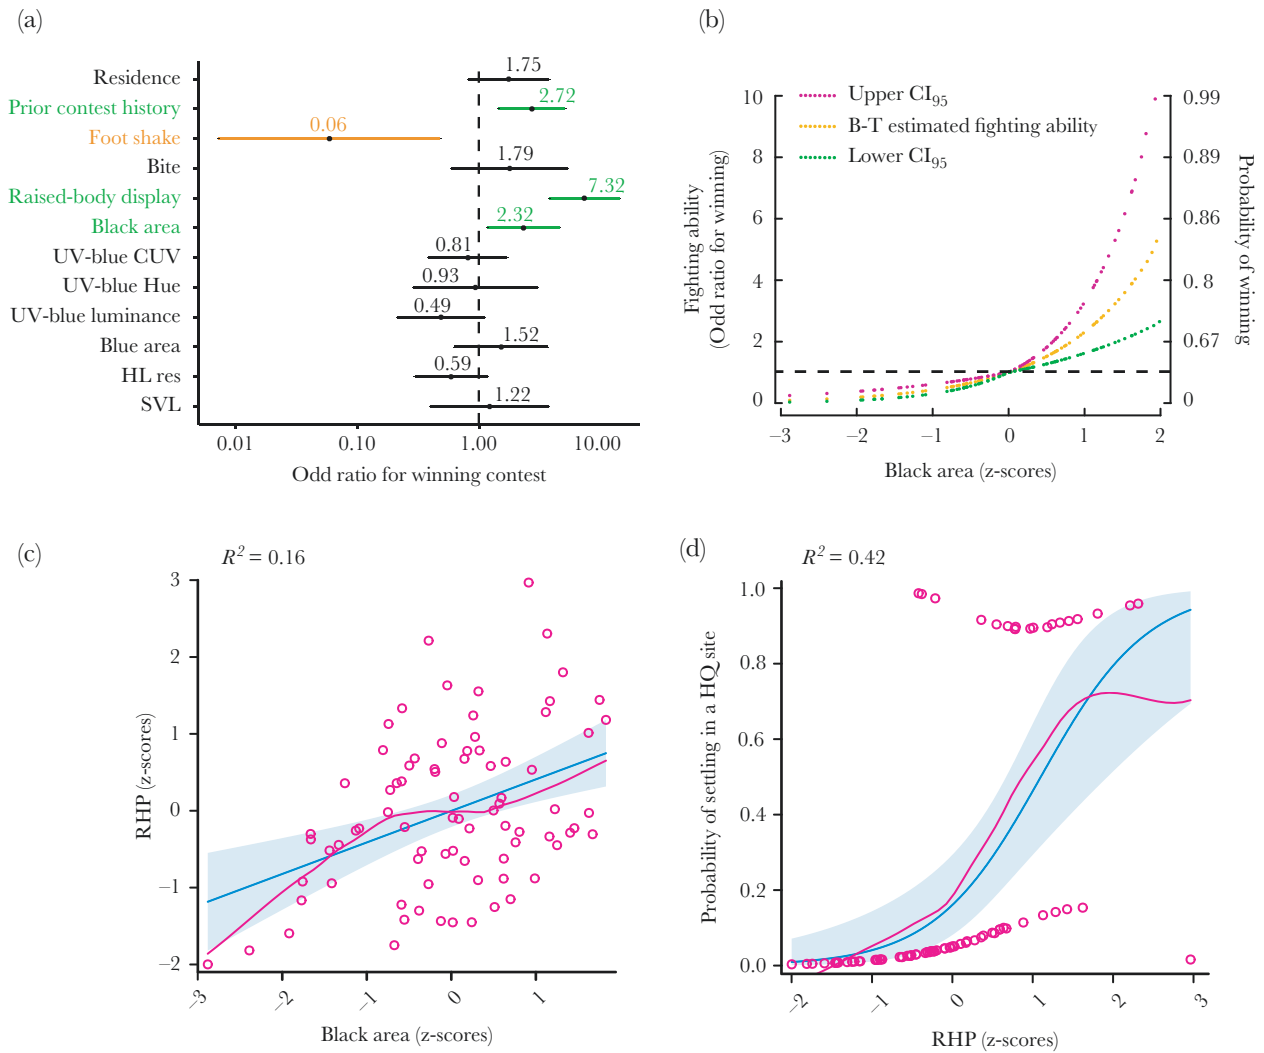 (a)
Residence
Prior contest history
Foot shake
Bite
Raised-body display
Black area
UV-blue CUV
UV-blue Hue
UV-blue luminance
Blue area
HL res
SVL
1.75
2.72
0.06
1.79
7.32
2.32
0.81
0.93
0.49
1.52
0.59
1.22
0.01 0.10 1.00 10.00
Odd ratio for winning contest
(b)
Upper CI95
B-T estimated fighting ability
Lower CI95
Fighting ability
(Odd ratio for winning)
10
8
6
4
2
0
0.99
0.89
0.86
0.8
0.67
0
Probability of winning
−3 −2 −1 0 1 2
Black area (z-scores)
(c)
R2 = 0.16
RHP (z-scores)
3
2
1
0
−1
−2
−3 −2 −1 0 1
Black area (z-scores)
(d)
R2 = 0.42
Probability of settling in a HQ site
1.0
0.8
0.6
0.4
0.2
0.0
−2 −1 0 1 2 3
RHP (z-scores)